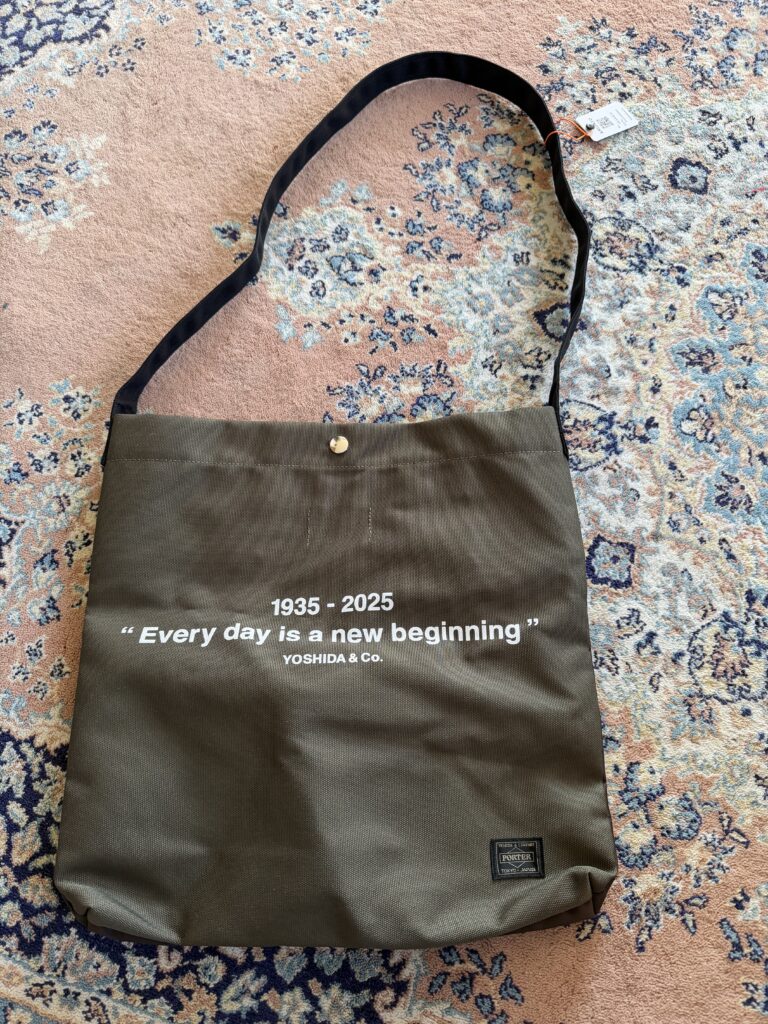 1935 - 2025
“ Every day is a new beginning ”
YOSHIDA & Co.
PORTER